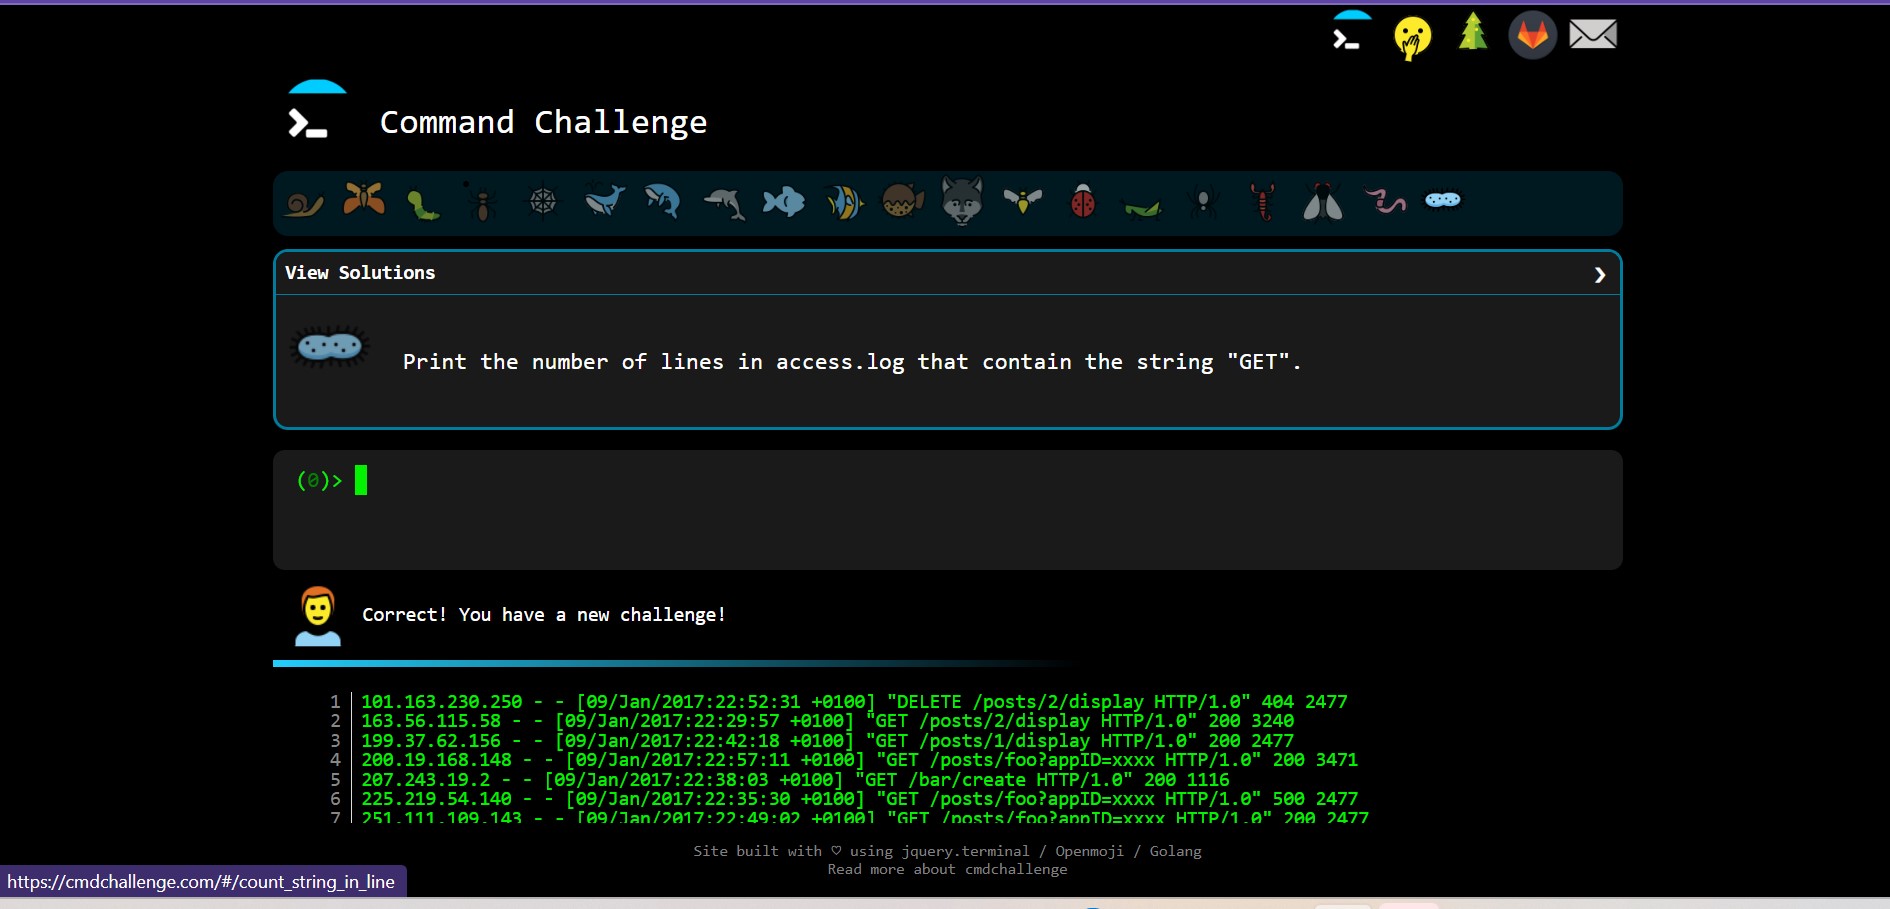 Command Challenge
View Solutions
Print the number of lines in access.log that contain the string "GET".
(0)>
Correct! You have a new challenge!
1 101.163.230.250 - - [09/Jan/2017:22:52:31 +0100] "DELETE /posts/2/display HTTP/1.0" 404 2477
2 163.56.115.58 - - [09/Jan/2017:22:29:57 +0100] "GET /posts/2/display HTTP/1.0" 200 3240
3 199.37.62.156 - - [09/Jan/2017:22:42:18 +0100] "GET /posts/1/display HTTP/1.0" 200 2477
4 200.19.168.148 - - [09/Jan/2017:22:57:11 +0100] "GET /posts/foo?appID=xxxx HTTP/1.0" 200 3471
5 207.243.19.2 - - [09/Jan/2017:22:38:03 +0100] "GET /bar/create HTTP/1.0" 200 1116
6 225.219.54.140 - - [09/Jan/2017:22:35:30 +0100] "GET /posts/foo?appID=xxxx HTTP/1.0" 500 2477
7 251.111.109.143 - - [09/Jan/2017:22:49:02 +0100] "GET /posts/foo?appID=xxxx HTTP/1.0" 200 2477
Site built with ♡ using jquery.terminal / Openmoji / Golang
Read more about cmdchallenge
https://cmdchallenge.com/#/count_string_in_line